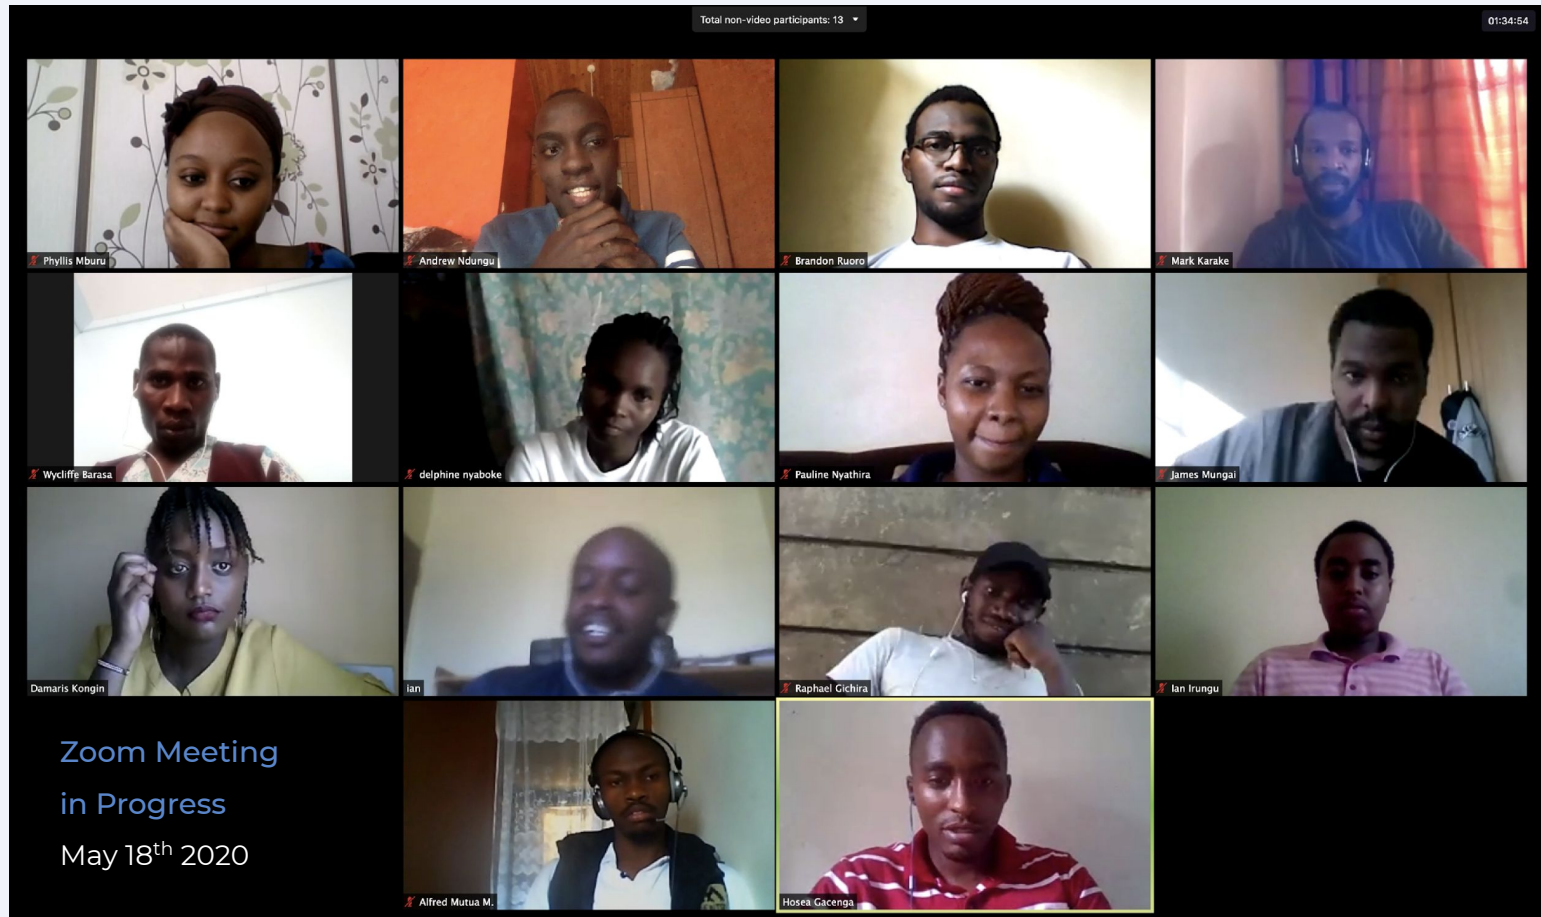 Total non-video participants: 13
01:34:54
Phyllis Mburu
Andrew Ndungu
Brandon Ruoro
Mark Karake
Wycliffe Barasa
delphine nyaboke
Pauline Nyathira
James Mungai
Damaris Kongin
ian
Raphael Gichira
Ian Irungu
Zoom Meeting
in Progress
May 18th 2020
Alfred Mutua M.
Hosea Gacenga